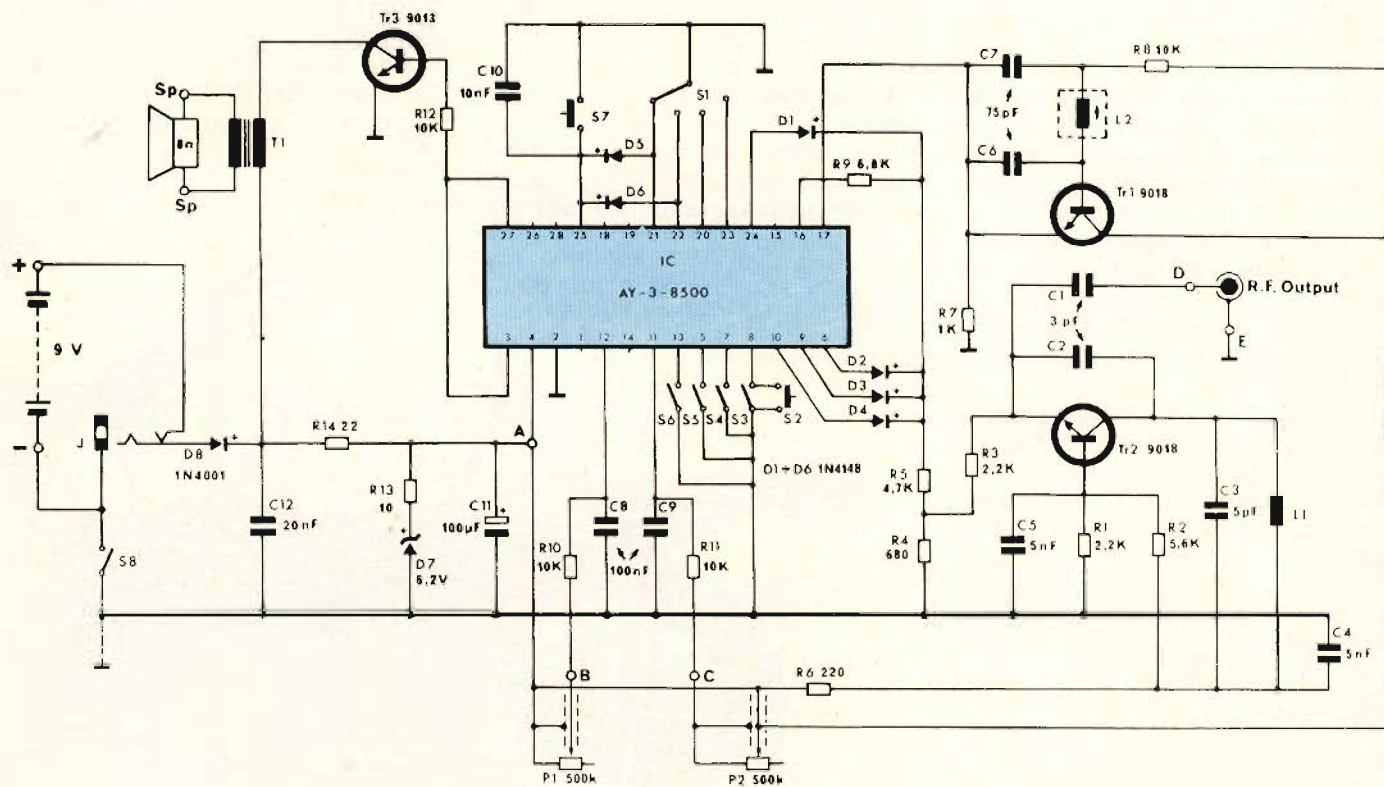 Tr3 9013
C10
10nF
S7
S1
C7
R8 10K
Sp
8Ω
Sp
T1
R12
10K
D5
D6
D1
R9 6,8K
75pF
C6
L2
Tr1 9018
27 26 28 25 18 19 21 22 20 23 24 15 16 17
IC
AY-3-8500
3 4 2 1 12 14 11 13 5 7 8 10 9 6
+
9 V
-
J
D8
1N4001
R14 22
A
R13
10
C11
+
100µF
C12
20nF
D7
6,2V
S8
S6 S5 S4 S3 S2
D2
D3
D4
D1÷D6 1N4148
R10
10K
C8
C9
100nF
R11
10K
R5
4,7K
R4
680
R7
1K
C1
3pF
C2
D
R.F. Output
E
R3
2,2K
Tr2 9018
C5
5nF
R1
2,2K
R2
5,6K
C3
5pF
L1
C4
5nF
B
C
R6 220
P1 500k
P2 500k